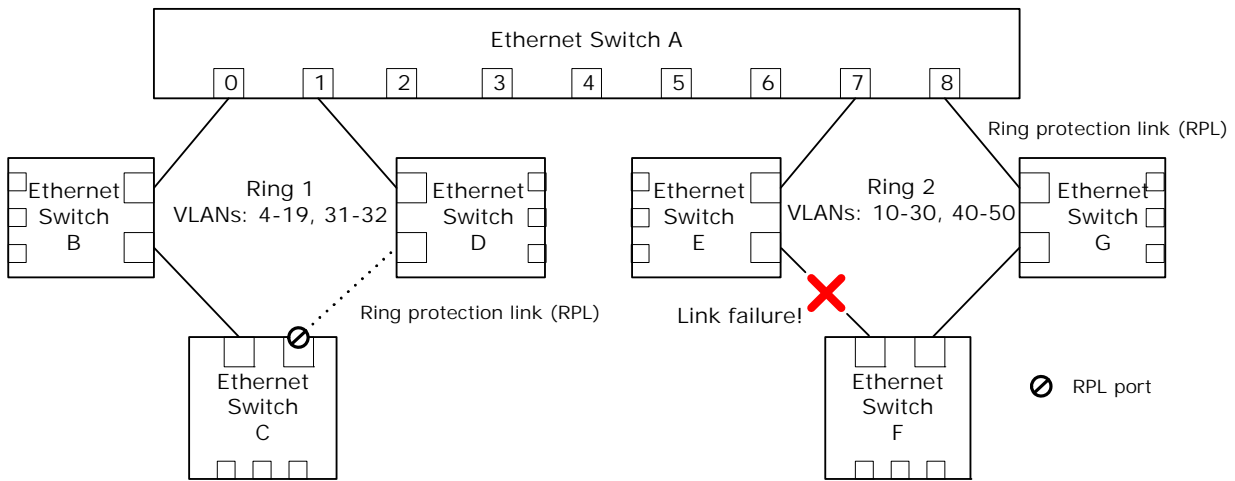 Ethernet Switch A
0 1 2 3 4 5 6 7 8
Ring protection link (RPL)
Ethernet
Switch
B
Ring 1
VLANs: 4-19, 31-32
Ethernet
Switch
D
Ethernet
Switch
E
Ring 2
VLANs: 10-30, 40-50
Ethernet
Switch
G
Ring protection link (RPL)
Link failure!
Ethernet
Switch
C
Ethernet
Switch
F
RPL port